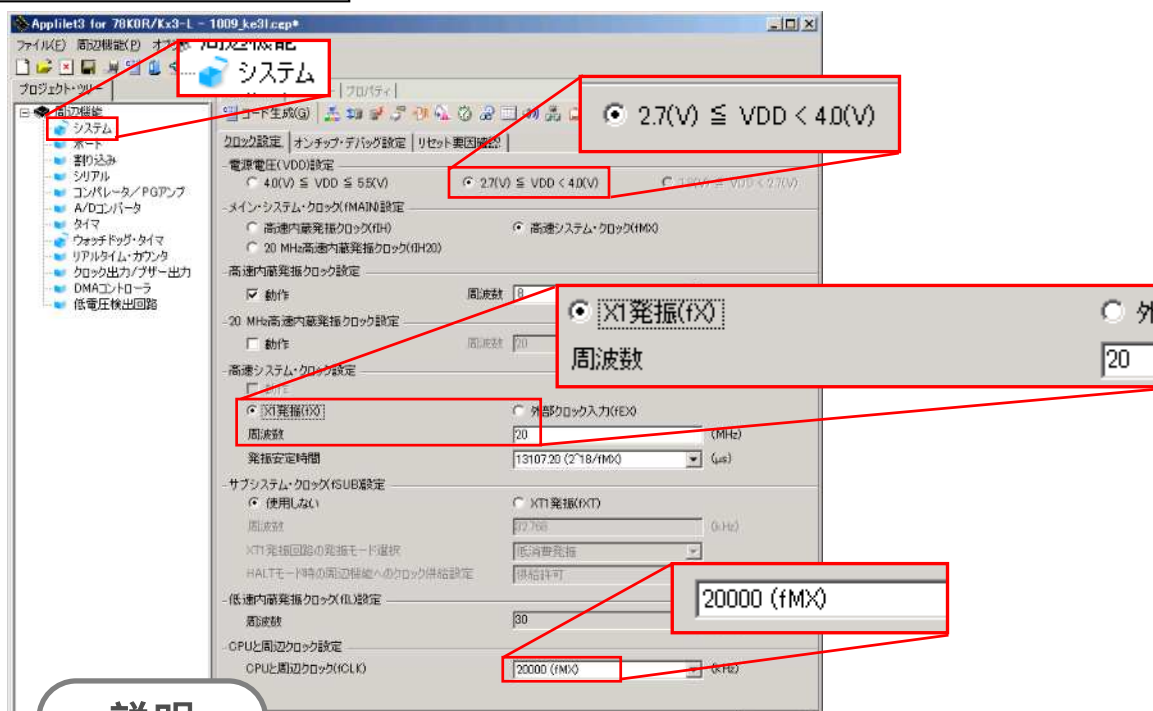 Applilet3 for 78K0R/Kx3-L - 1009_ke3l.cep*
ファイル(F) 周辺機能(P)
周辺機能
システム
プロジェクト・ツリー
プロパティ
周辺機能
システム
ポート
割り込み
シリアル
コンパレータ/PGアンプ
A/Dコンバータ
タイマ
ウォッチドッグ・タイマ
リアルタイム・カウンタ
クロック出力/ブザー出力
DMAコントローラ
低電圧検出回路
コード生成(G)
クロック設定 オンチップ・デバッグ設定 リセット要因確認
電源電圧(VDD)設定
4.0(V) ≦ VDD ≦ 5.5(V) 2.7(V) ≦ VDD < 4.0(V) 1.8(V) ≦ VDD < 2.7(V)
2.7(V) ≦ VDD < 4.0(V)
メイン・システム・クロック(fMAIN)設定
高速内蔵発振クロック(fIH) 高速システム・クロック(fMX)
20 MHz高速内蔵発振クロック(fIH20)
高速内蔵発振クロック設定
動作 周波数 8
20 MHz高速内蔵発振クロック設定
動作 周波数 20
X1発振(fX) 外
周波数 20
高速システム・クロック設定
動作
X1発振(fX) 外部クロック入力(fEX)
周波数 20 (MHz)
発振安定時間 13107.20 (2^18/fMX) (μs)
サブシステム・クロック(fSUB)設定
使用しない XT1発振(fXT)
周波数 32.768 (kHz)
XT1発振回路の発振モード選択 低消費発振
HALTモード時の周辺機能へのクロック供給設定 供給許可
低速内蔵発振クロック(fIL)設定
周波数 30
CPUと周辺クロック設定
CPUと周辺クロック(fCLK) 20000 (fMX) (kHz)
20000 (fMX)
説明